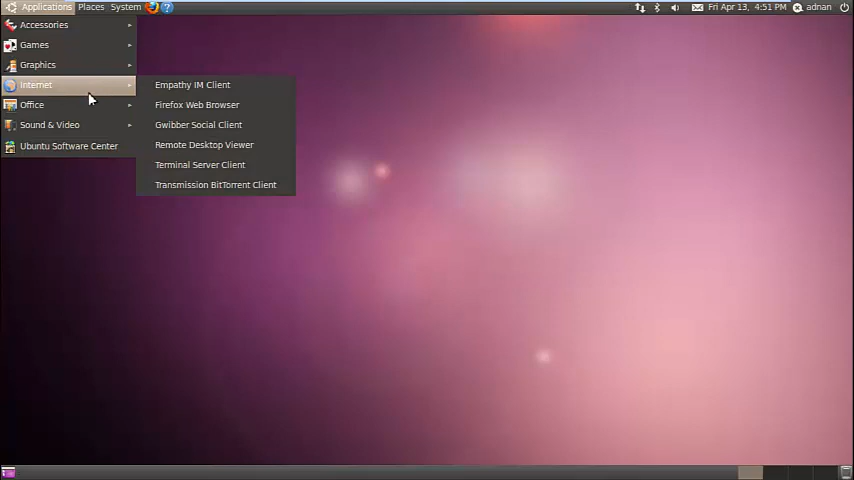 Applications Places System Fri Apr 13, 4:51 PM adnan
Accessories
Games
Graphics
Internet
Office
Sound & Video
Ubuntu Software Center
Empathy IM Client
Firefox Web Browser
Gwibber Social Client
Remote Desktop Viewer
Terminal Server Client
Transmission BitTorrent Client